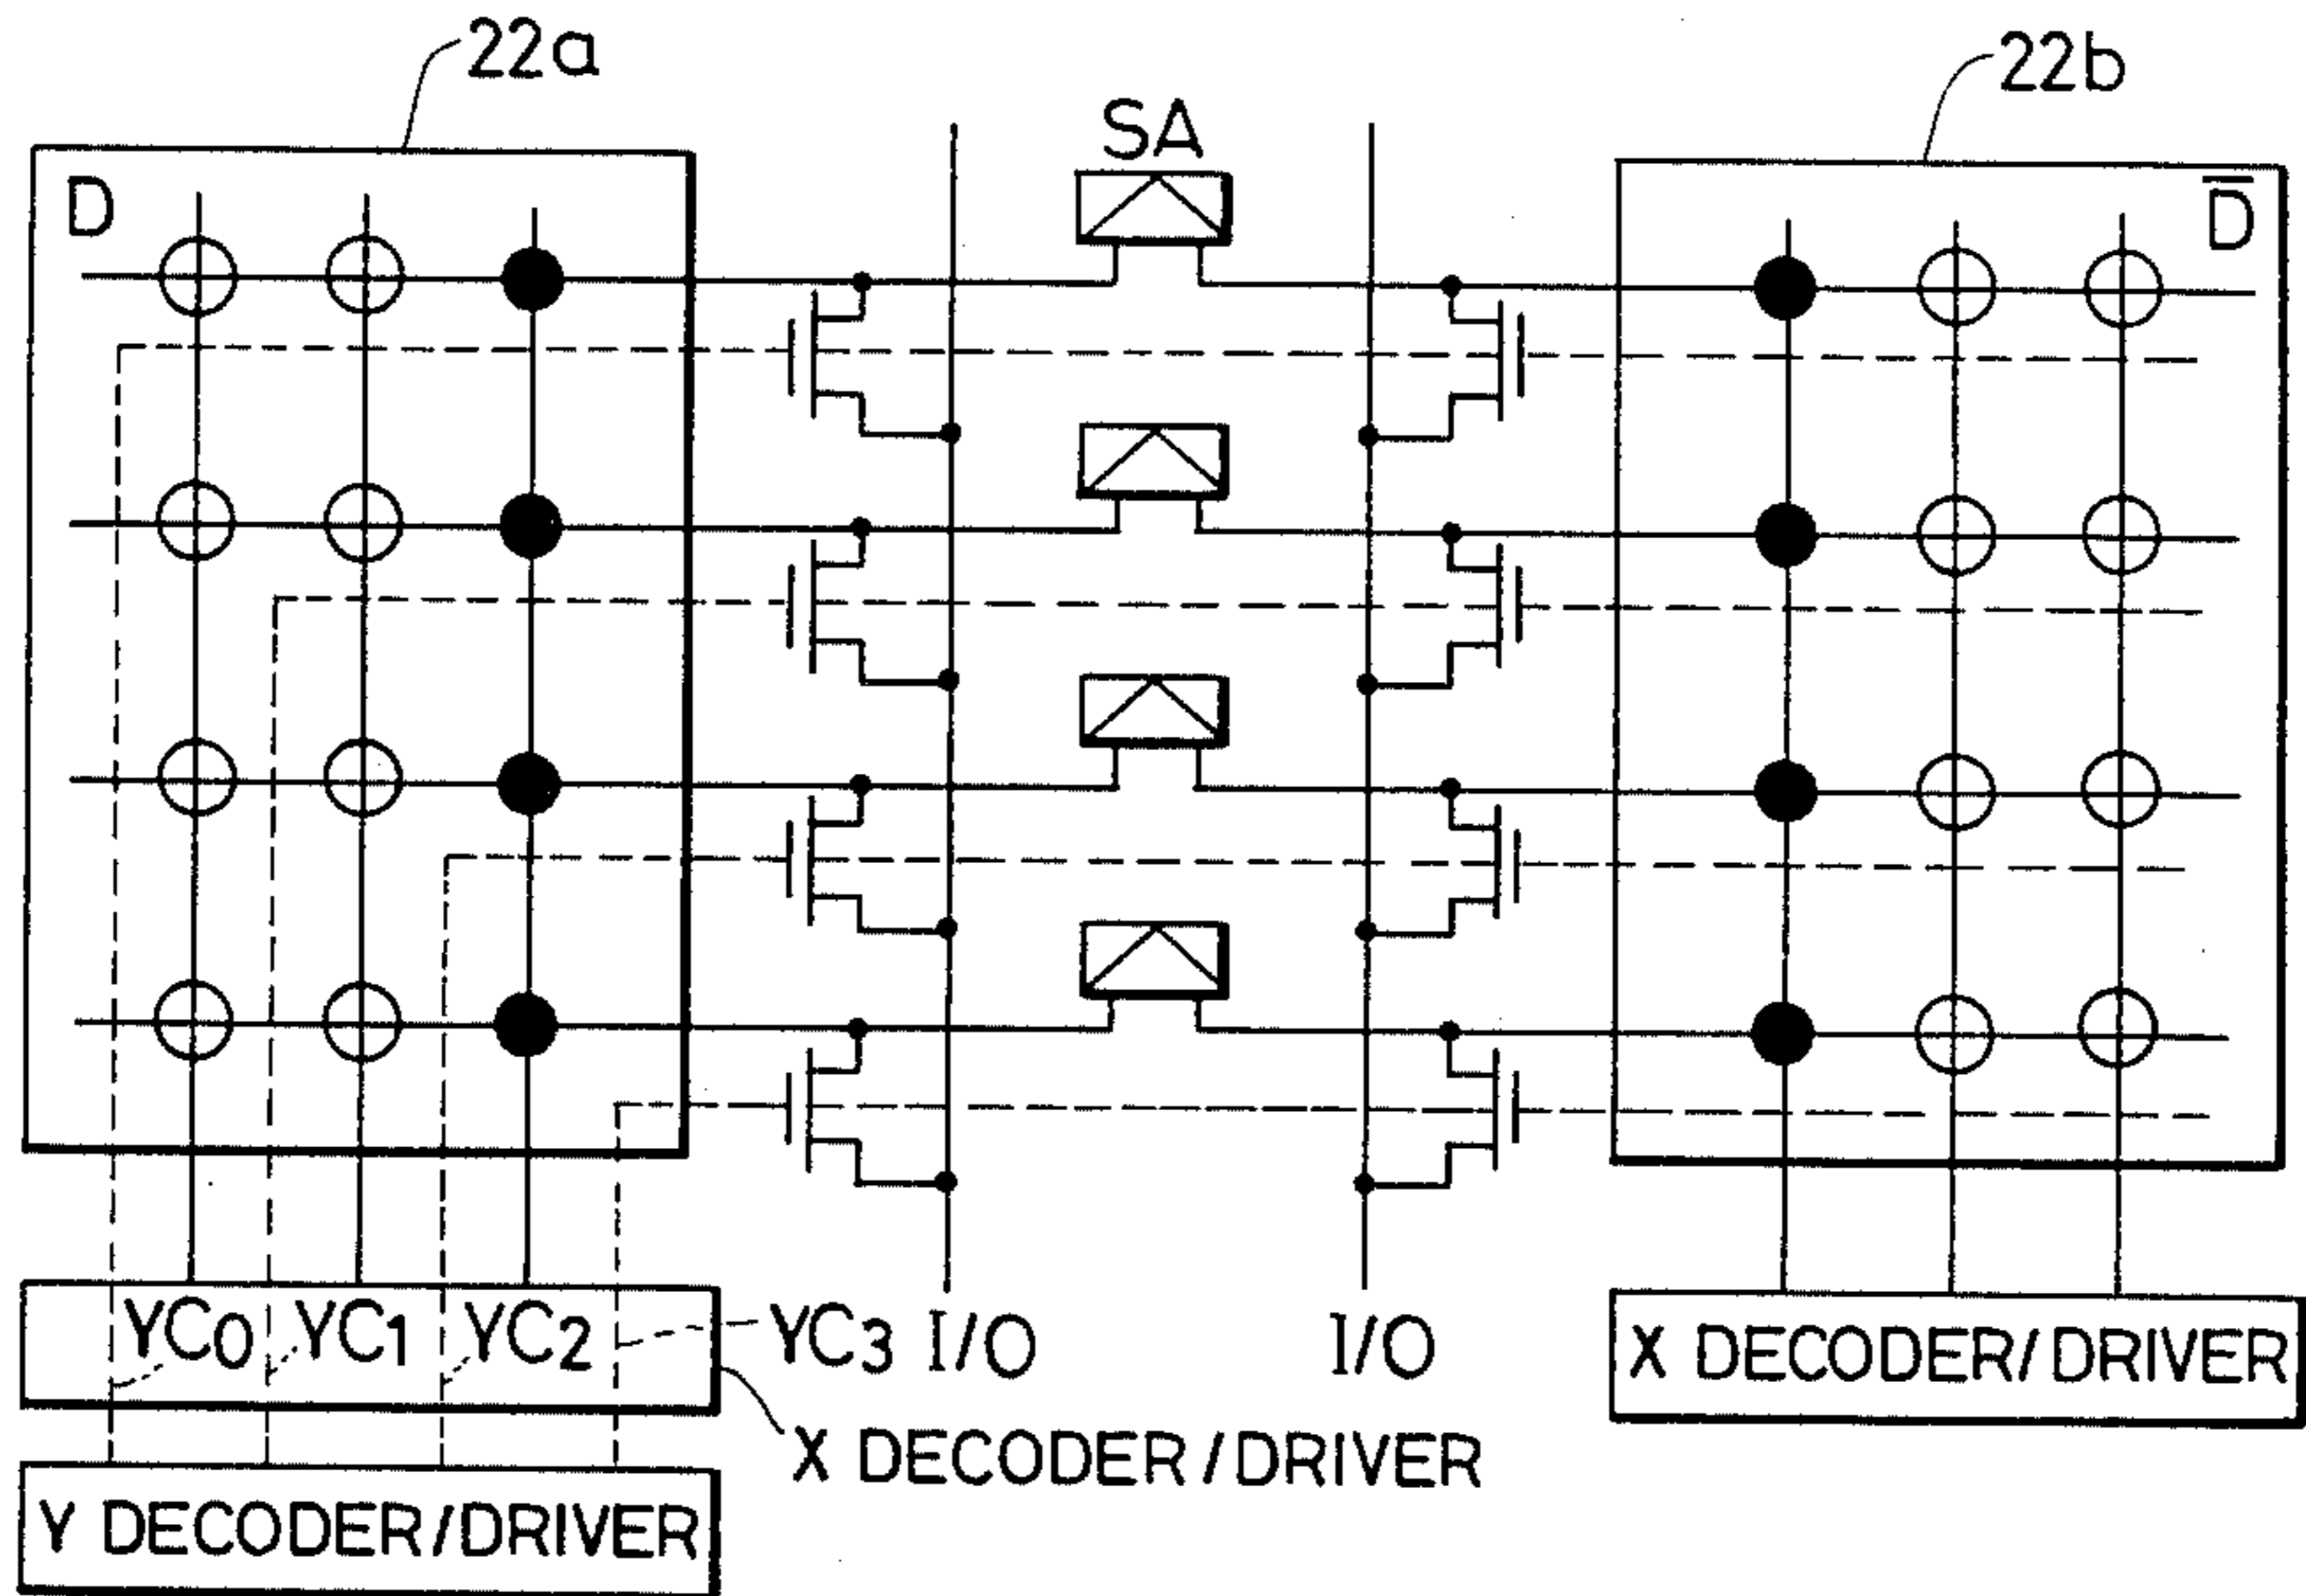 22a
22b
SA
D
D̅
YC0
YC1
YC2
YC3
I/O
I/O
X DECODER/DRIVER
X DECODER/DRIVER
Y DECODER/DRIVER